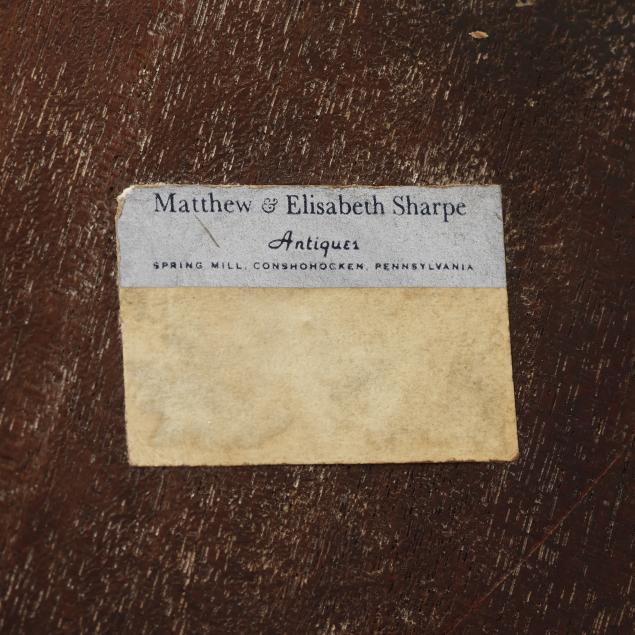 Matthew & Elisabeth Sharpe
Antiques
SPRING MILL, CONSHOHOCKEN, PENNSYLVANIA